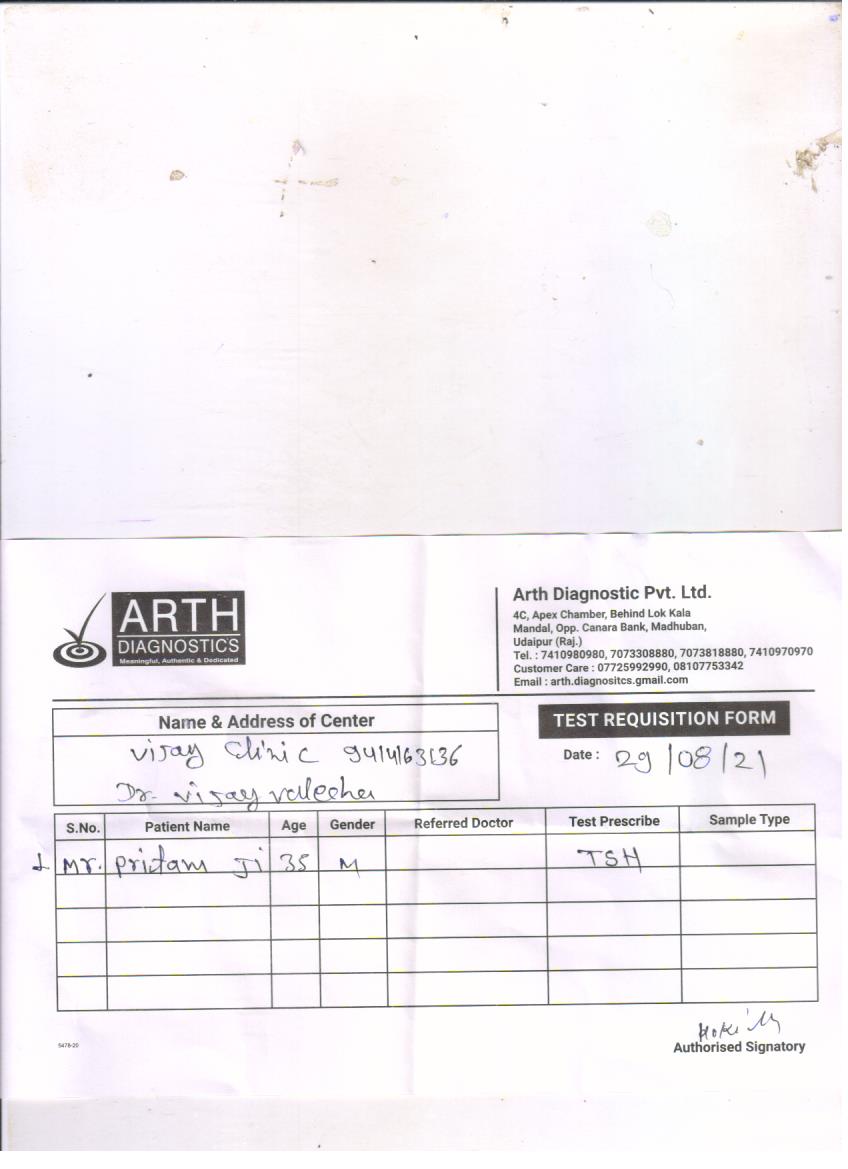 ARTH
DIAGNOSTICS
Meaningful, Authentic & Dedicated
Arth Diagnostic Pvt. Ltd.
4C, Apex Chamber, Behind Lok Kala
Mandal, Opp. Canara Bank, Madhuban,
Udaipur (Raj.)
Tel. : 7410980980, 7073308880, 7073818880, 7410970970
Customer Care : 07725992990, 08107753342
Email : arth.diagnositcs.gmail.com
Name & Address of Center
Vijay Clinic
Dr. Vijay
TEST REQUISITION FORM
Date : 29/08/21
S.No. Patient Name Age Gender Referred Doctor Test Prescribe Sample Type
Mr. Pritam Ji 35 M TSH
Authorised Signatory
5478-20